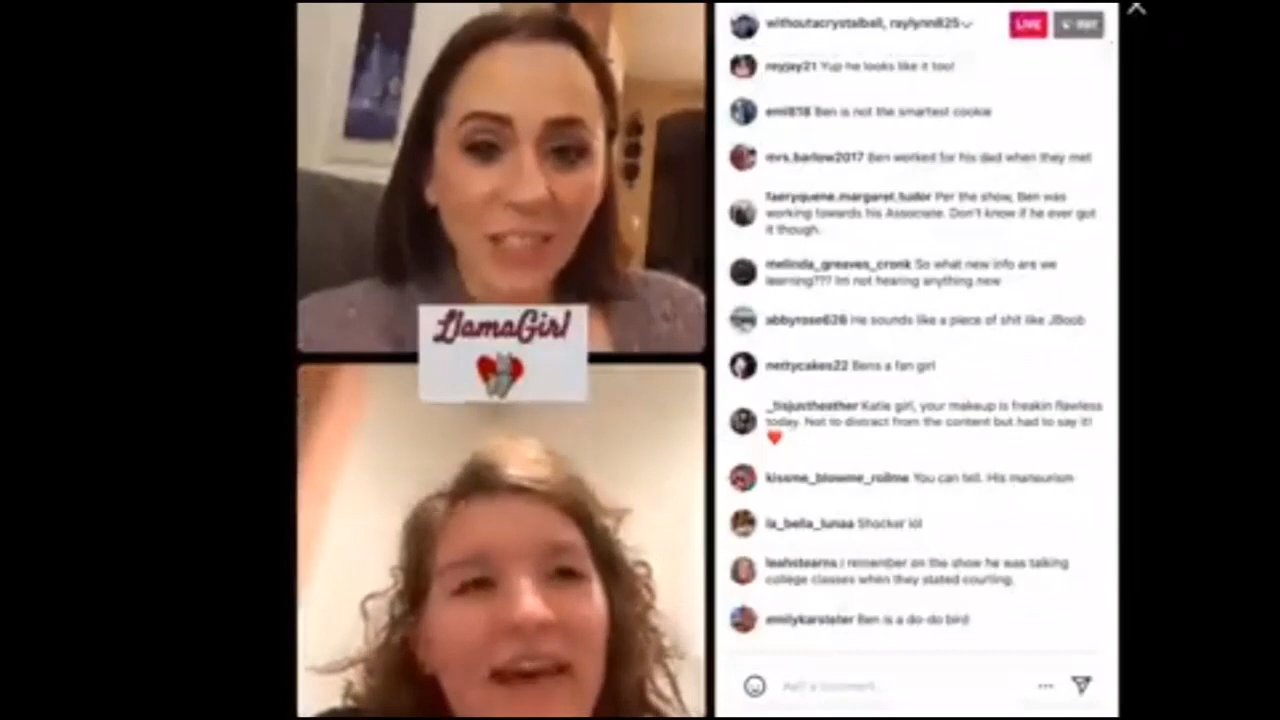 withoutacrystalball, raylynn825
LIVE
reyjay21 Yup he looks like it too!
emi818 Ben is not the smartest cookie
mrs.barlow2017 Ben worked for his dad when they met
faeryquene.margaret.tudor Per the show, Ben was
working towards his Associate. Don't know if he ever got
it though.
melinda_greaves_cronk So what new info are we
learning??? Im not hearing anything new
abbyrose626 He sounds like a piece of shit like JBoob
LlamaGirl
nettycakes22 Bens a fan girl
_tisjustheather Katie girl, your makeup is freakin flawless
today. Not to distract from the content but had to say it!
kissme_blowme_rollme You can tell. His mansurism
la_bella_lunaa Shocker lol
leahstearns I remember on the show he was talking
college classes when they stated courting.
emilykarsister Ben is a do-do bird
Add a comment...